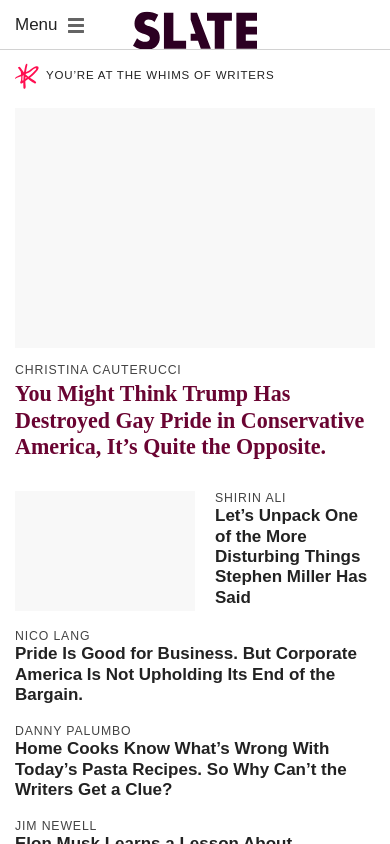 Menu
SLATE
YOU’RE AT THE WHIMS OF WRITERS
CHRISTINA CAUTERUCCI
You Might Think Trump Has
Destroyed Gay Pride in Conservative
America, It’s Quite the Opposite.
SHIRIN ALI
Let’s Unpack One
of the More
Disturbing Things
Stephen Miller Has
Said
NICO LANG
Pride Is Good for Business. But Corporate
America Is Not Upholding Its End of the
Bargain.
DANNY PALUMBO
Home Cooks Know What’s Wrong With
Today’s Pasta Recipes. So Why Can’t the
Writers Get a Clue?
JIM NEWELL
Elon Musk Learns a Lesson About